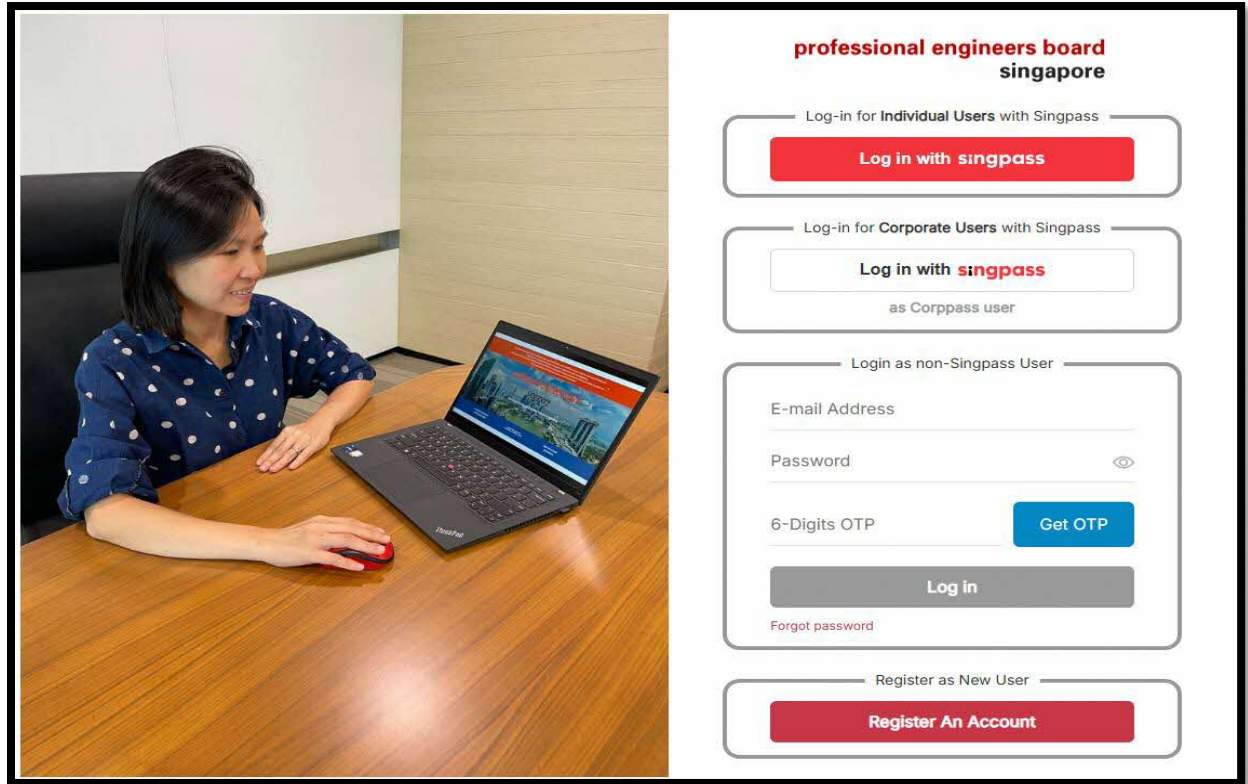 professional engineers board
singapore
Log-in for Individual Users with Singpass
Log in with singpass
Log-in for Corporate Users with Singpass
Log in with singpass
as Corppass user
Login as non-Singpass User
E-mail Address
Password
6-Digits OTP
Get OTP
Log in
Forgot password
Register as New User
Register An Account
ThinkPad